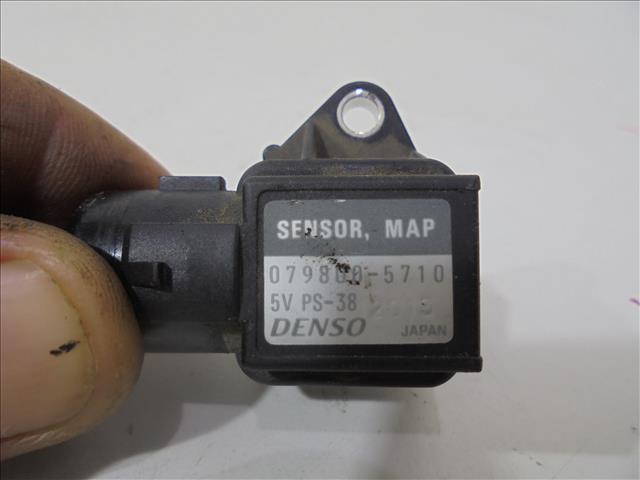 SENSOR, MAP
079800-5710
5V PS-38
DENSO JAPAN